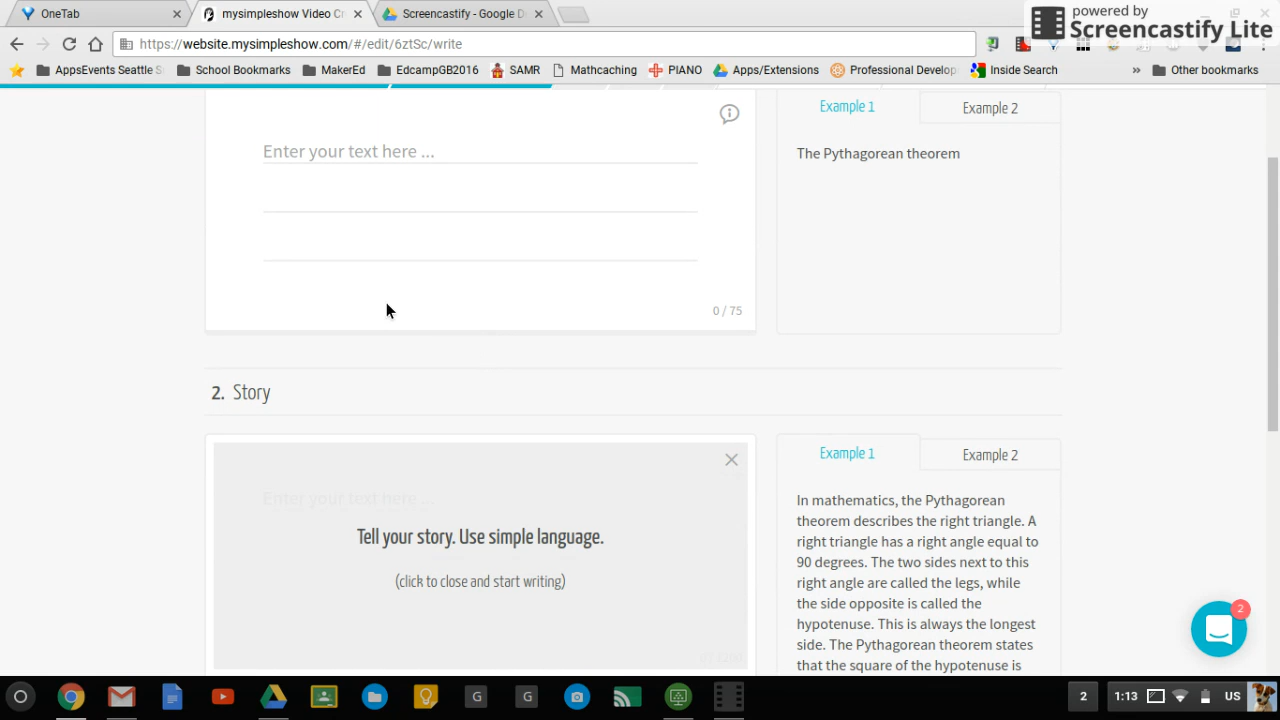 OneTab
mysimpleshow Video Cr
Screencastify - Google D
powered by
Screencastify Lite
https://website.mysimpleshow.com/#/edit/6ztSc/write
AppsEvents Seattle S
School Bookmarks
MakerEd
EdcampGB2016
SAMR
Mathcaching
PIANO
Apps/Extensions
Professional Develop
Inside Search
»
Other bookmarks
Enter your text here ...
0 / 75
Example 1
Example 2
The Pythagorean theorem
2. Story
Enter your text here ...
Tell your story. Use simple language.
(click to close and start writing)
Example 1
Example 2
In mathematics, the Pythagorean
theorem describes the right triangle. A
right triangle has a right angle equal to
90 degrees. The two sides next to this
right angle are called the legs, while
the side opposite is called the
hypotenuse. This is always the longest
side. The Pythagorean theorem states
that the square of the hypotenuse is
2
G
G
2
1:13
US